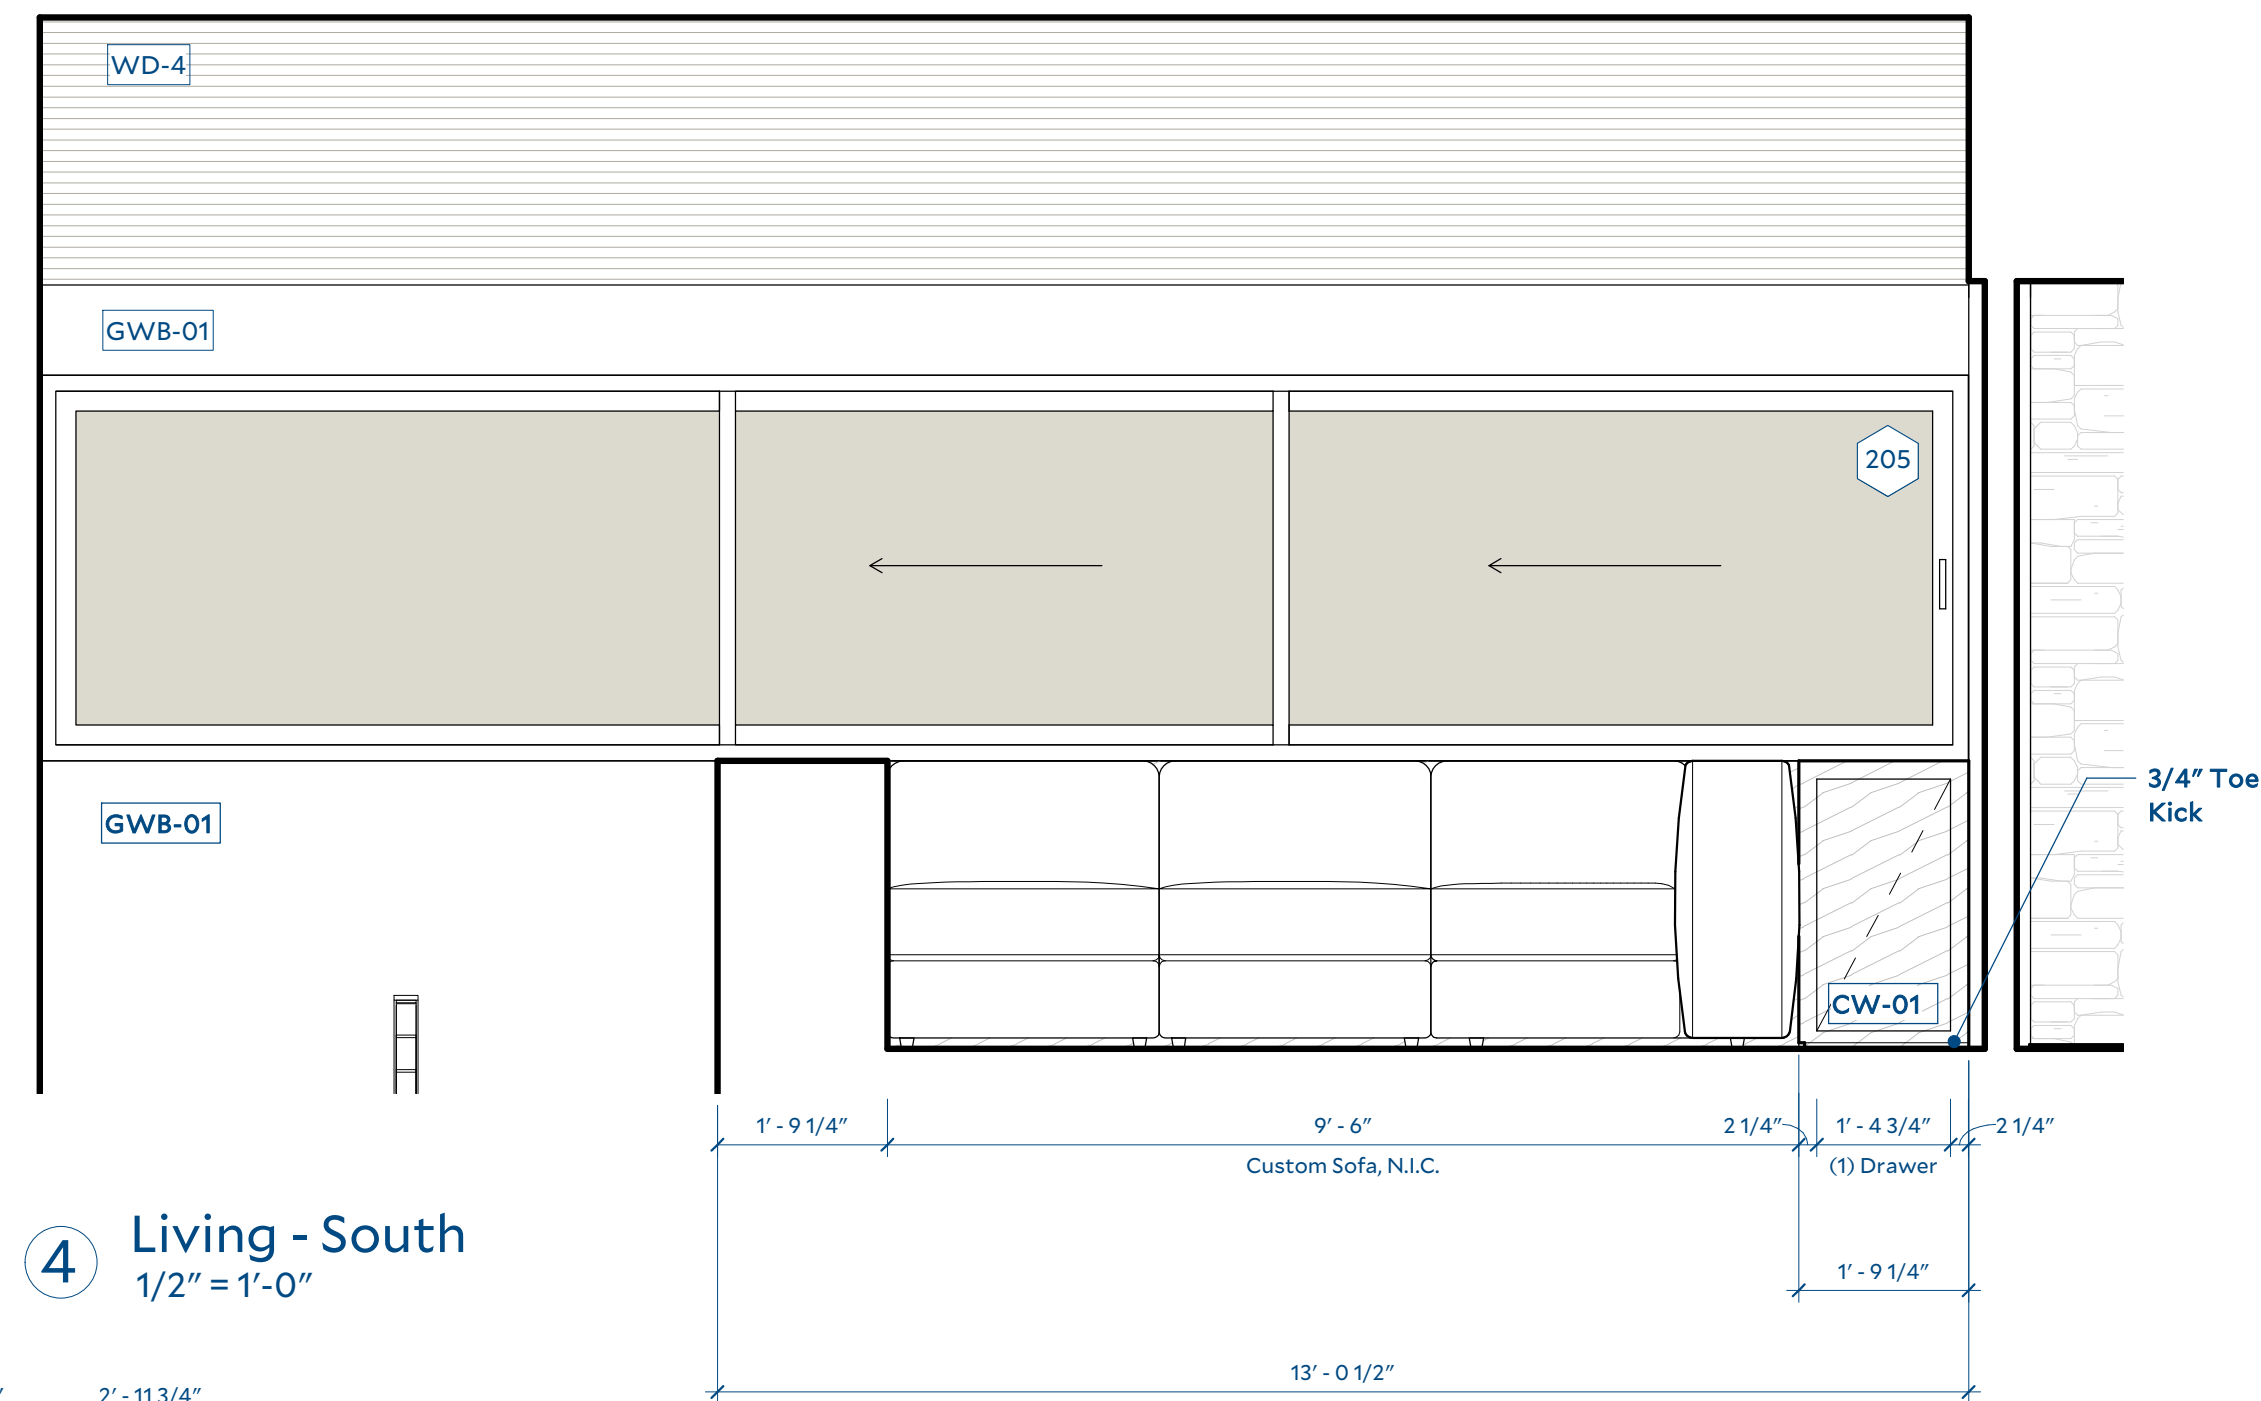 WD-4
GWB-01
205
GWB-01
3/4" Toe
Kick
CW-01
1' - 9 1/4"
9' - 6"
2 1/4"
1' - 4 3/4"
2 1/4"
Custom Sofa, N.I.C.
(1) Drawer
4
Living - South
1/2" = 1'-0"
1' - 9 1/4"
13' - 0 1/2"
2' - 11 3/4"